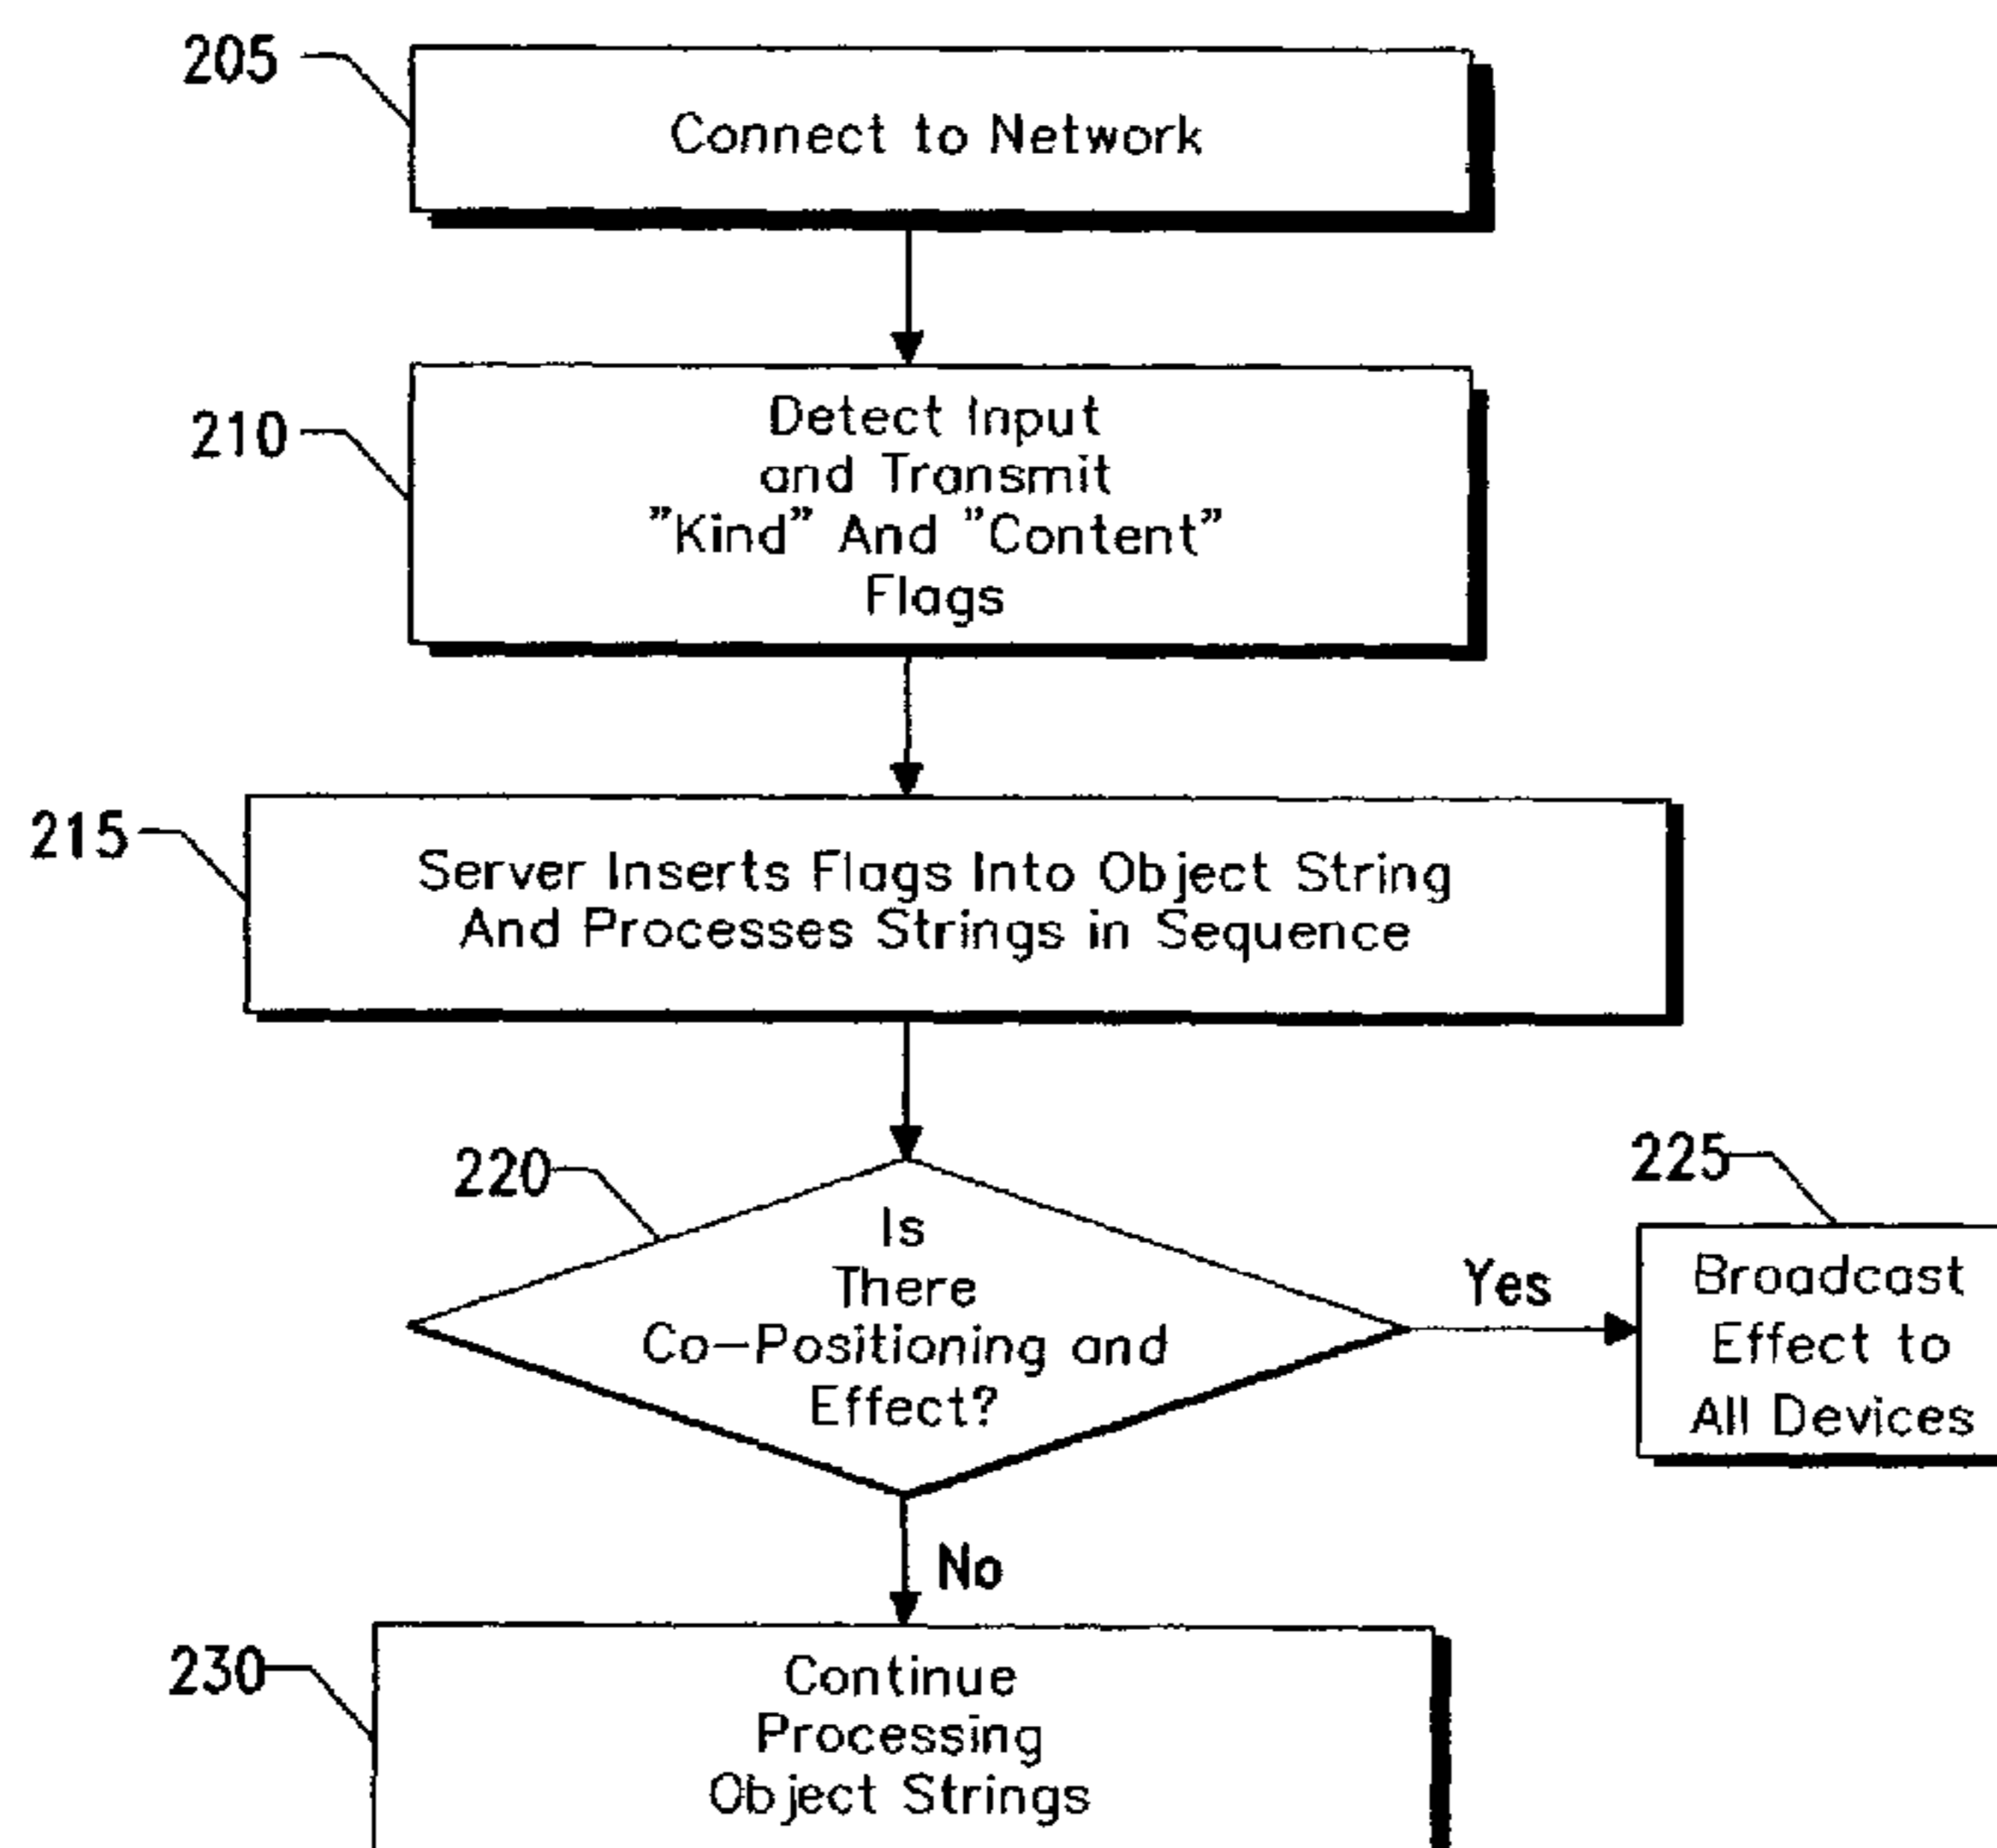 205
Connect to Network
210
Detect Input
and Transmit
"Kind" And "Content"
Flags
215
Server Inserts Flags Into Object String
And Processes Strings in Sequence
220
Is
There
Co-Positioning and
Effect?
Yes
225
Broadcast
Effect to
All Devices
No
230
Continue
Processing
Object Strings